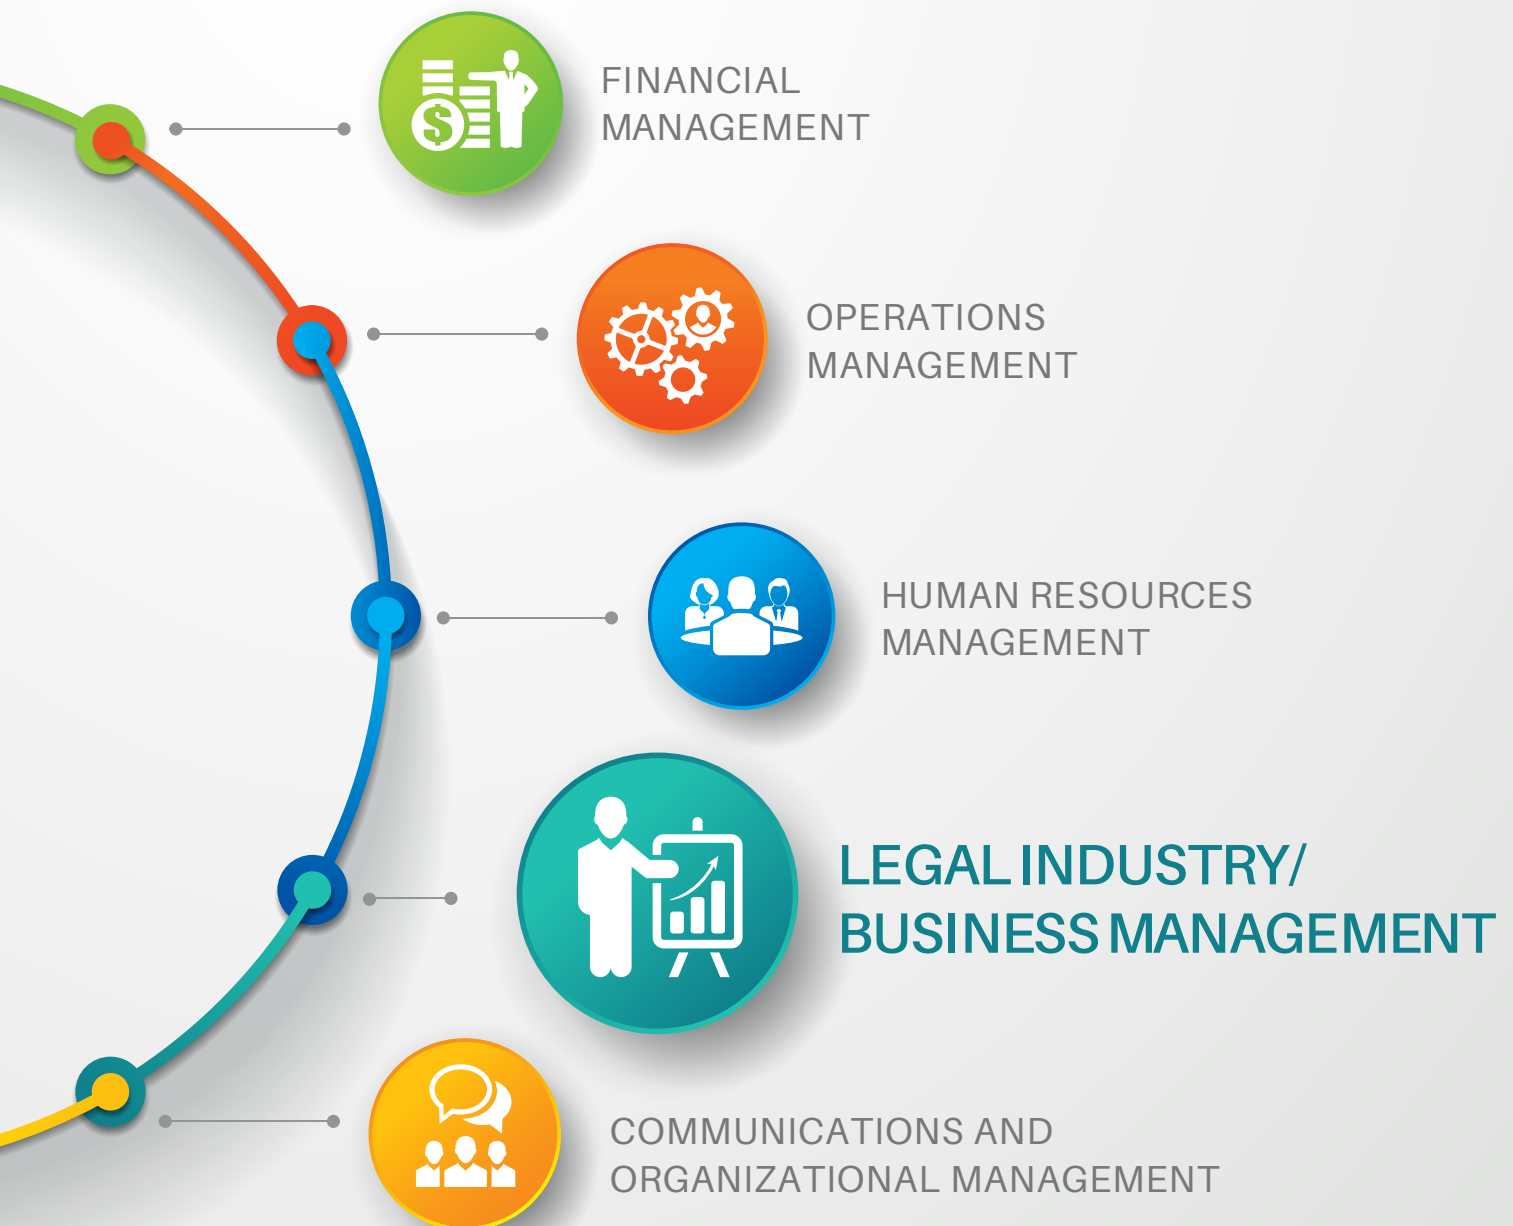 FINANCIAL
MANAGEMENT
$
OPERATIONS
MANAGEMENT
HUMAN RESOURCES
MANAGEMENT
LEGAL INDUSTRY/
BUSINESS MANAGEMENT
COMMUNICATIONS AND
ORGANIZATIONAL MANAGEMENT